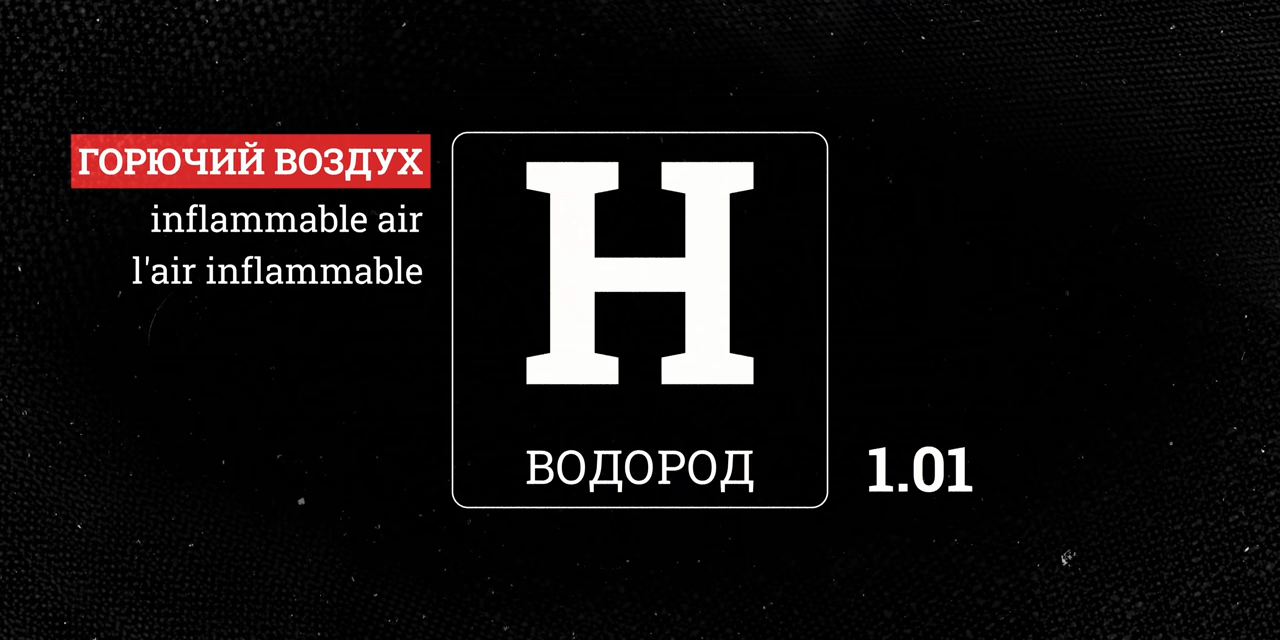 ГОРЮЧИЙ ВОЗДУХ
inflammable air
l'air inflammable
H
ВОДОРОД
1.01